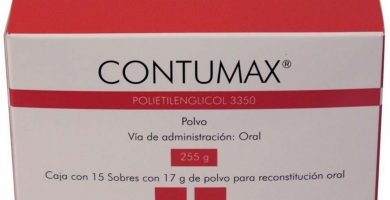 CONTUMAX®
POLIETILENGLICOL 3350
Polvo
Vía de administración: Oral
255 g
Caja con 15 Sobres con 17 g de polvo para reconstitución oral